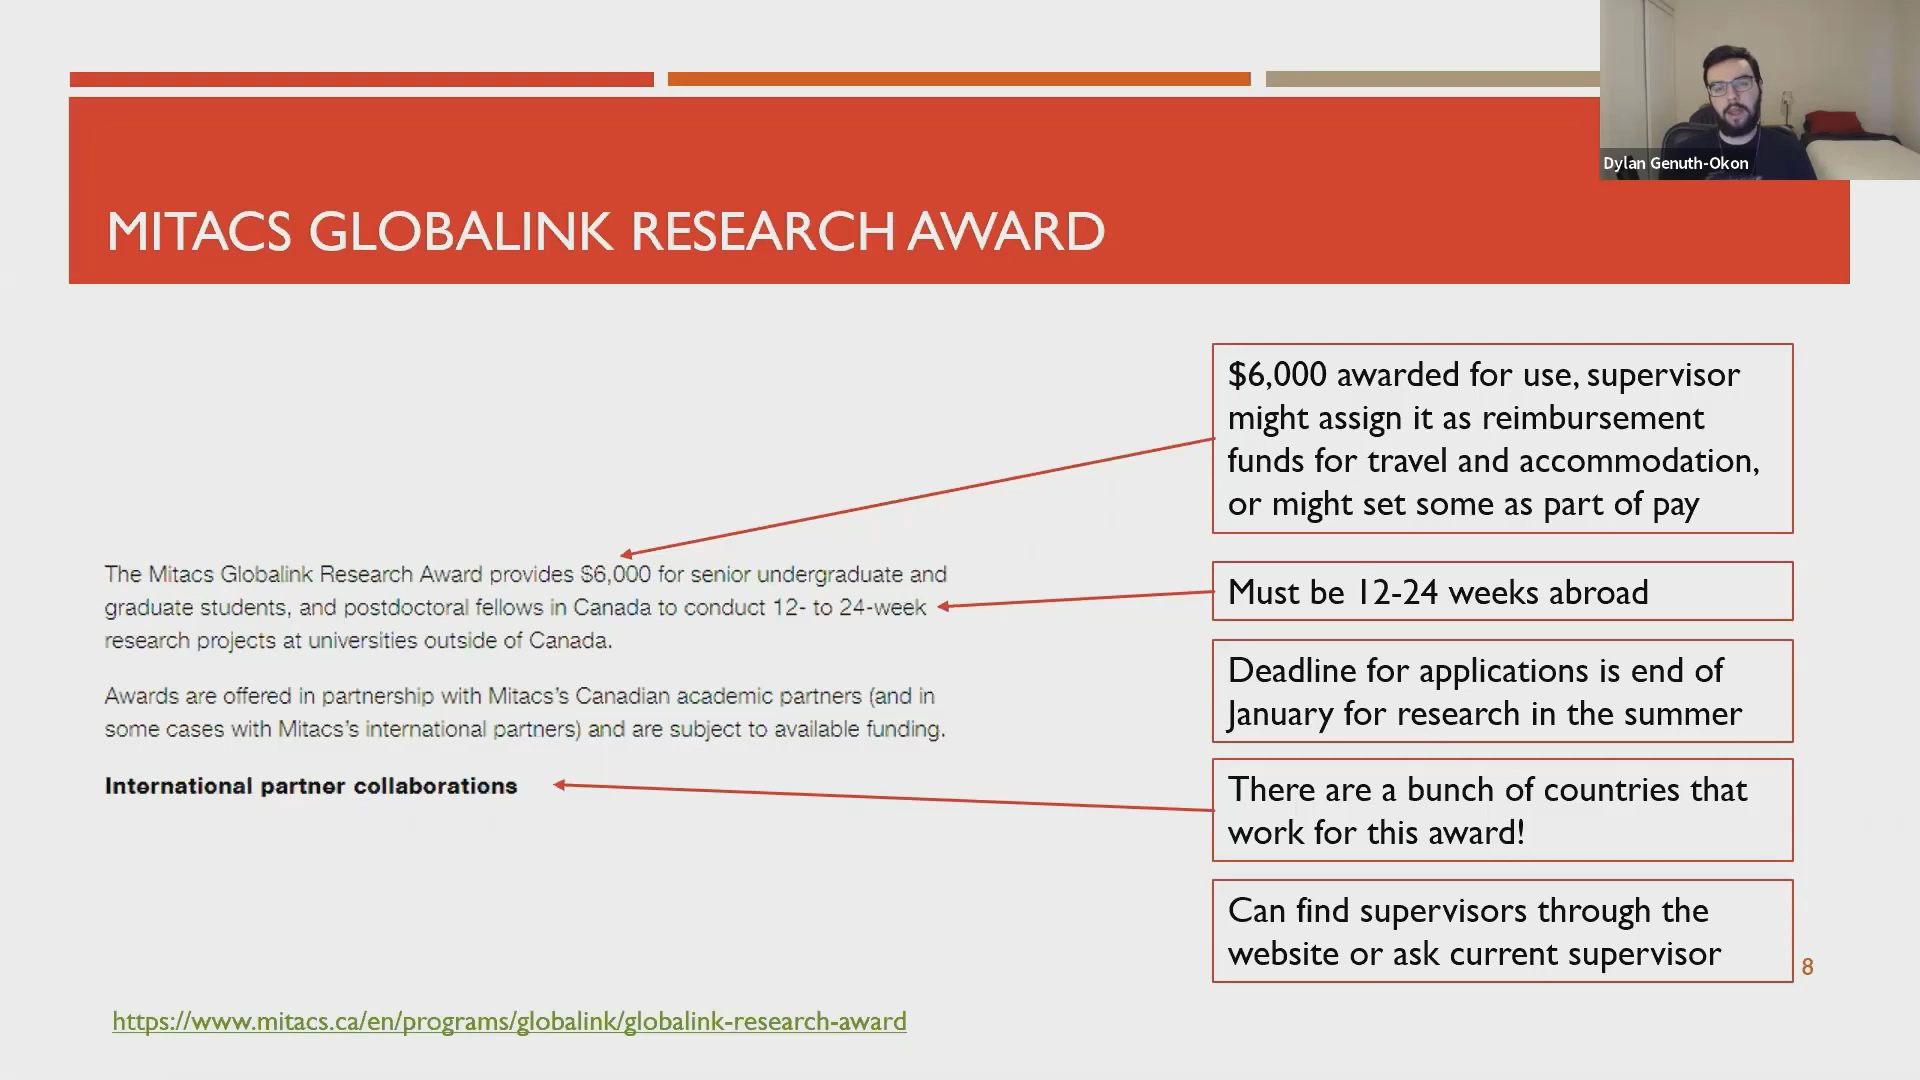 Dylan Genuth-Okon
MITACS GLOBALINK RESEARCH AWARD
The Mitacs Globalink Research Award provides $6,000 for senior undergraduate and
graduate students, and postdoctoral fellows in Canada to conduct 12- to 24-week
research projects at universities outside of Canada.
Awards are offered in partnership with Mitacs's Canadian academic partners (and in
some cases with Mitacs's international partners) and are subject to available funding.
International partner collaborations
$6,000 awarded for use, supervisor
might assign it as reimbursement
funds for travel and accommodation,
or might set some as part of pay
Must be 12-24 weeks abroad
Deadline for applications is end of
January for research in the summer
There are a bunch of countries that
work for this award!
Can find supervisors through the
website or ask current supervisor
8
https://www.mitacs.ca/en/programs/globalink/globalink-research-award